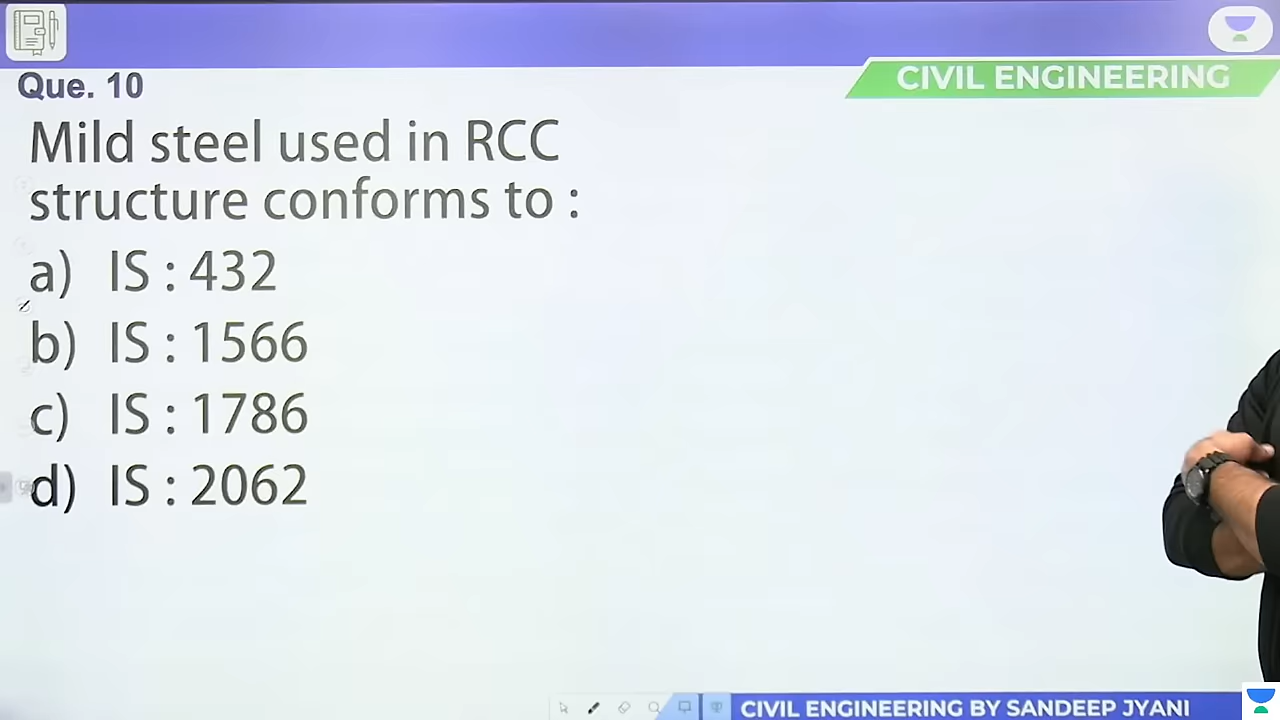 Que. 10
CIVIL ENGINEERING
Mild steel used in RCC
structure conforms to :
a) IS : 432
b) IS : 1566
c) IS : 1786
d) IS : 2062
CIVIL ENGINEERING BY SANDEEP JYANI